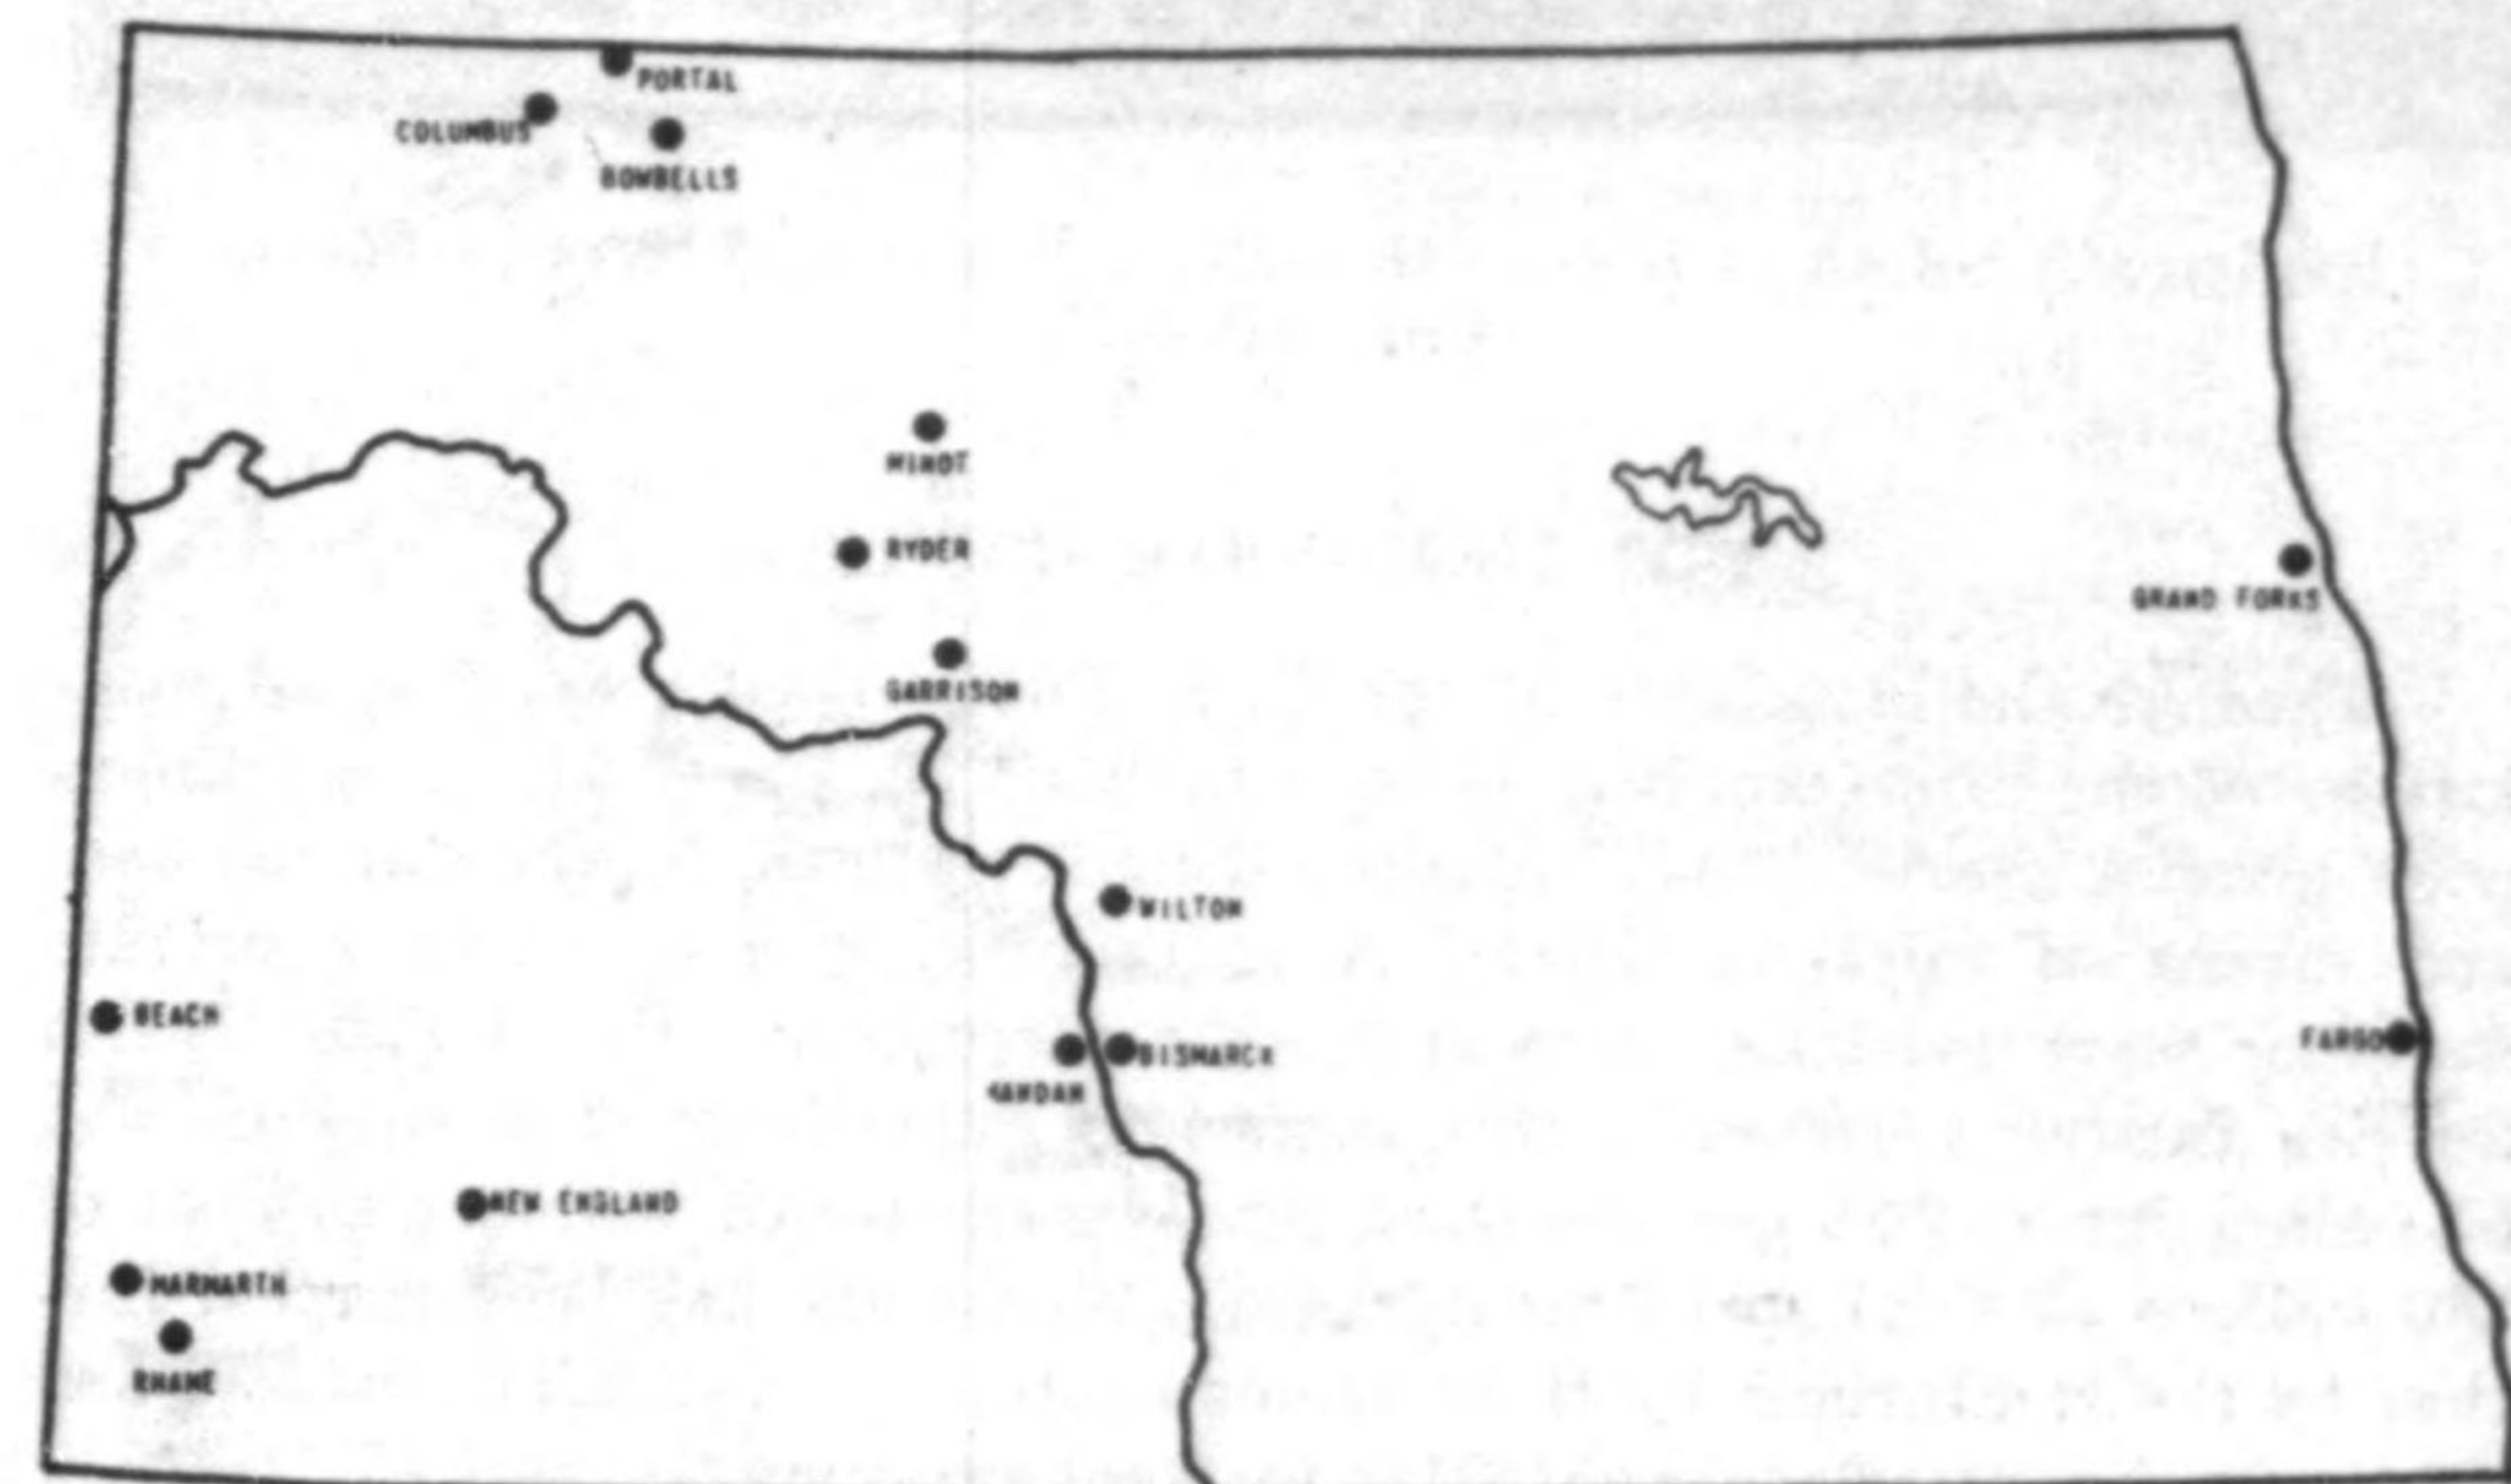 PORTAL
COLUMBUS
BOWBELLS
MINOT
RYDER
GRAND FORKS
GARRISON
WILTON
BEACH
FARGO
BISMARCK
MANDAN
NEW ENGLAND
MARMARTH
RHAME